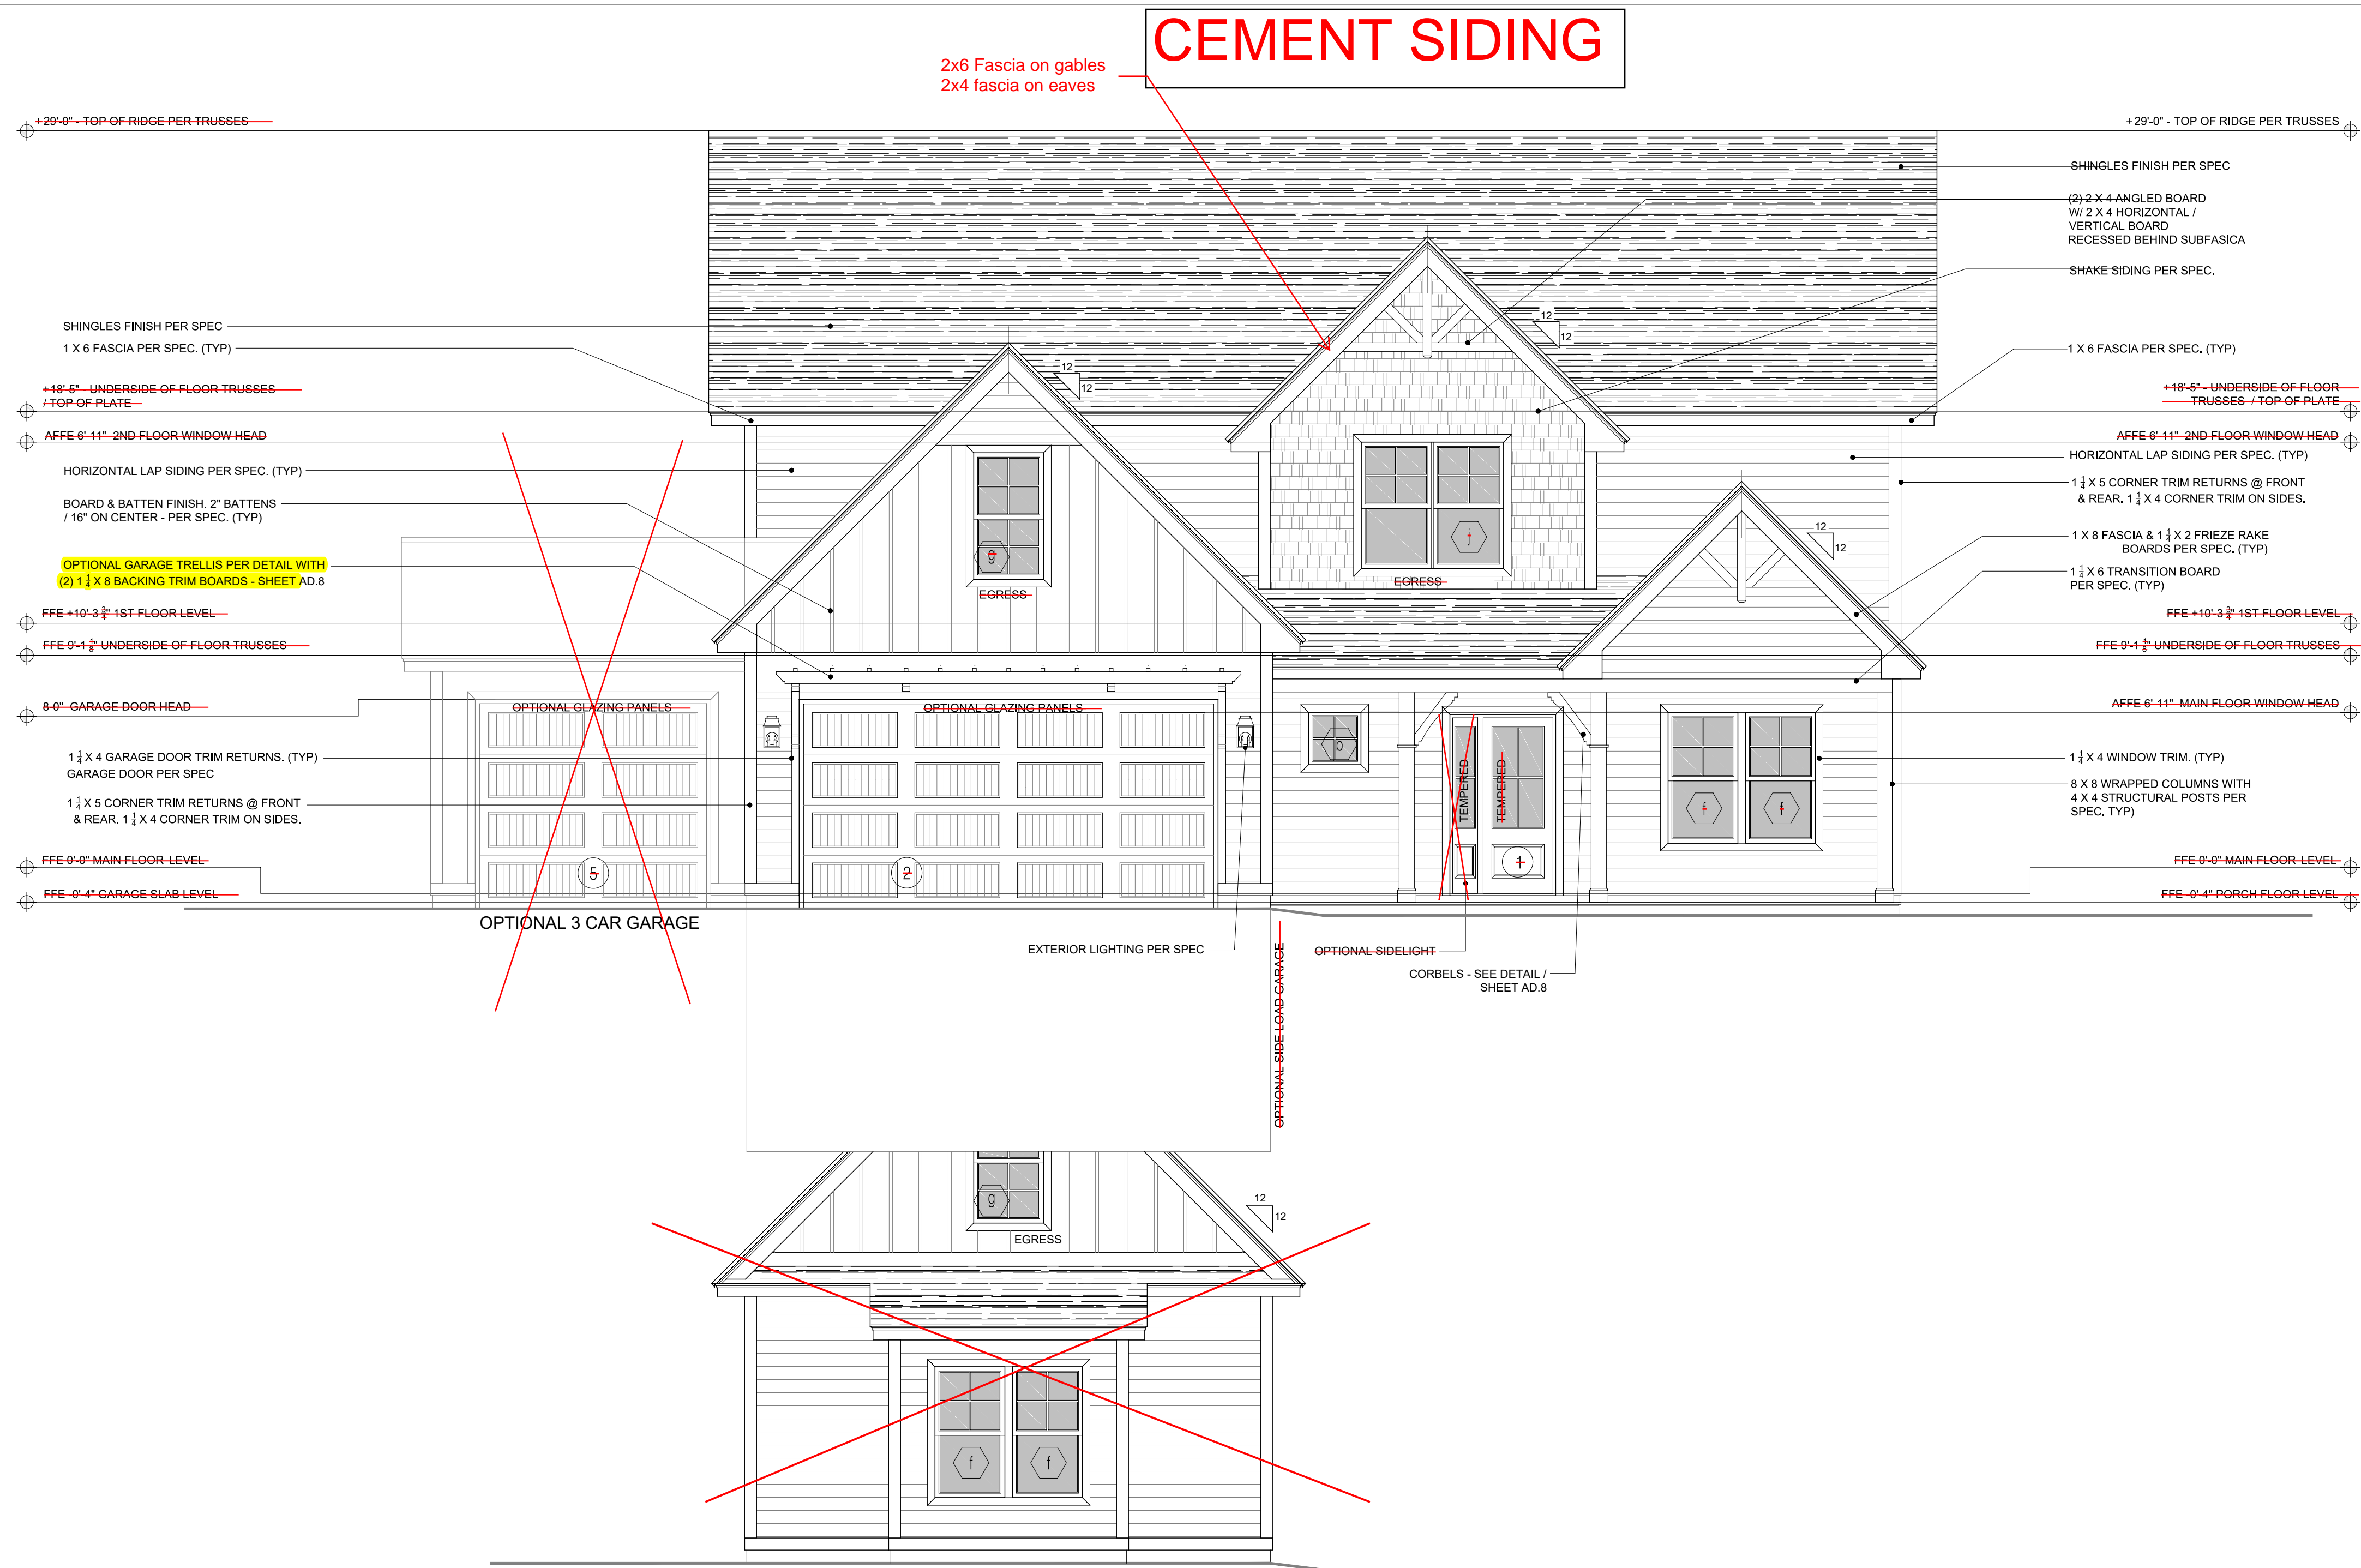 CEMENT SIDING
2x6 Fascia on gables
2x4 fascia on eaves
+29'-0" - TOP OF RIDGE PER TRUSSES
SHINGLES FINISH PER SPEC
1 X 6 FASCIA PER SPEC. (TYP)
+18'-5" - UNDERSIDE OF FLOOR TRUSSES
/ TOP OF PLATE
AFFE 6'-11" 2ND FLOOR WINDOW HEAD
HORIZONTAL LAP SIDING PER SPEC. (TYP)
BOARD & BATTEN FINISH. 2" BATTENS
/ 16" ON CENTER - PER SPEC. (TYP)
OPTIONAL GARAGE TRELLIS PER DETAIL WITH
(2) 1 1/4 X 8 BACKING TRIM BOARDS - SHEET AD.8
FFE +10'-3 3/4" 1ST FLOOR LEVEL
FFE 9'-1 1/8" UNDERSIDE OF FLOOR TRUSSES
8-0" GARAGE DOOR HEAD
1 1/4 X 4 GARAGE DOOR TRIM RETURNS. (TYP)
GARAGE DOOR PER SPEC
1 1/4 X 5 CORNER TRIM RETURNS @ FRONT
& REAR. 1 1/4 X 4 CORNER TRIM ON SIDES.
FFE 0'-0" MAIN FLOOR LEVEL
FFE -0'-4" GARAGE SLAB LEVEL
12
12
12
12
12
12
g
EGRESS
j
EGRESS
OPTIONAL GLAZING PANELS
OPTIONAL GLAZING PANELS
5
2
b
TEMPERED
TEMPERED
1
f
f
OPTIONAL 3 CAR GARAGE
EXTERIOR LIGHTING PER SPEC
OPTIONAL SIDE LOAD GARAGE
OPTIONAL SIDELIGHT
CORBELS - SEE DETAIL /
SHEET AD.8
+29'-0" - TOP OF RIDGE PER TRUSSES
SHINGLES FINISH PER SPEC
(2) 2 X 4 ANGLED BOARD
W/ 2 X 4 HORIZONTAL /
VERTICAL BOARD
RECESSED BEHIND SUBFASICA
SHAKE SIDING PER SPEC.
1 X 6 FASCIA PER SPEC. (TYP)
+18'-5" - UNDERSIDE OF FLOOR
TRUSSES / TOP OF PLATE
AFFE 6'-11" 2ND FLOOR WINDOW HEAD
HORIZONTAL LAP SIDING PER SPEC. (TYP)
1 1/4 X 5 CORNER TRIM RETURNS @ FRONT
& REAR. 1 1/4 X 4 CORNER TRIM ON SIDES.
1 X 8 FASCIA & 1 1/4 X 2 FRIEZE RAKE
BOARDS PER SPEC. (TYP)
1 1/4 X 6 TRANSITION BOARD
PER SPEC. (TYP)
FFE +10'-3 3/4" 1ST FLOOR LEVEL
FFE 9'-1 1/8" UNDERSIDE OF FLOOR TRUSSES
AFFE 6'-11" MAIN FLOOR WINDOW HEAD
1 1/4 X 4 WINDOW TRIM. (TYP)
8 X 8 WRAPPED COLUMNS WITH
4 X 4 STRUCTURAL POSTS PER
SPEC. TYP)
FFE 0'-0" MAIN FLOOR LEVEL
FFE -0'-4" PORCH FLOOR LEVEL
g
EGRESS
12
12
f
f